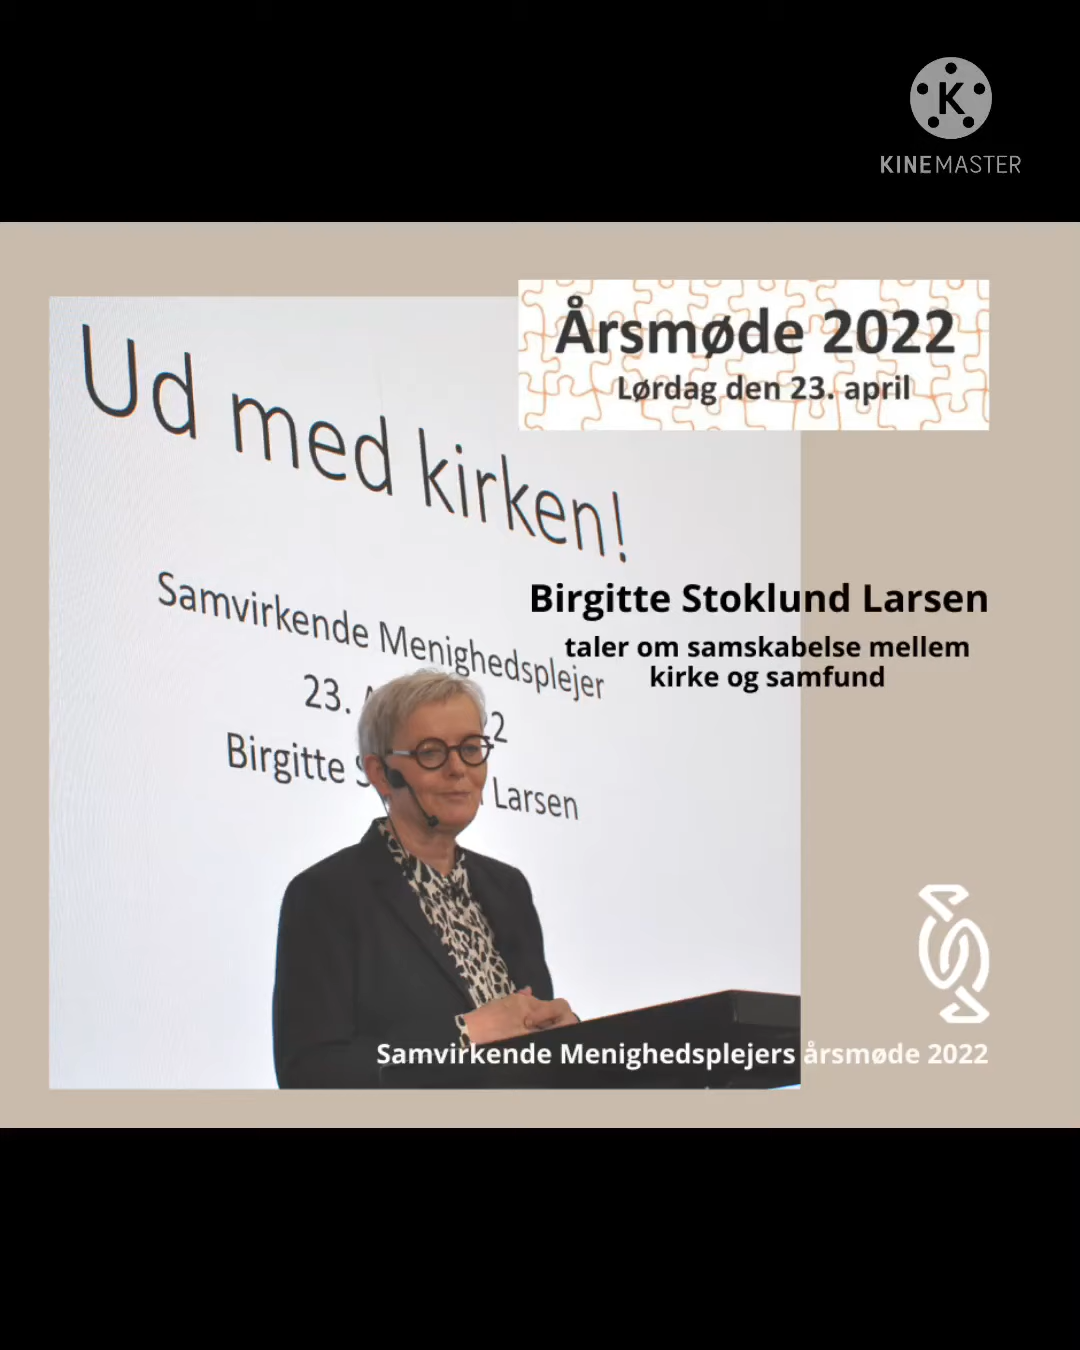 K
KINEMASTER
Årsmøde 2022
Lørdag den 23. april
Ud med kirken!
Birgitte Stoklund Larsen
taler om samskabelse mellem
kirke og samfund
Samvirkende Menighedsplejer
23. 2
Birgitte S Larsen
Samvirkende Menighedsplejers årsmøde 2022